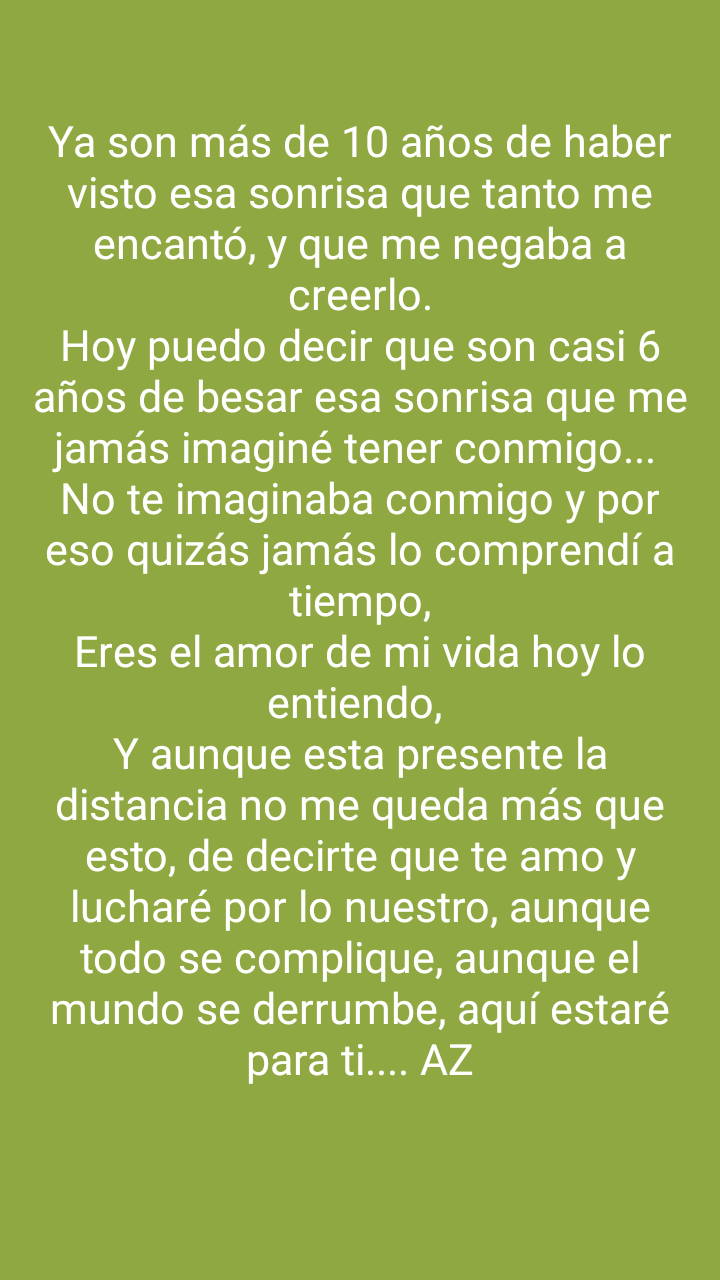 Ya son más de 10 años de haber
visto esa sonrisa que tanto me
encantó, y que me negaba a
creerlo.
Hoy puedo decir que son casi 6
años de besar esa sonrisa que me
jamás imaginé tener conmigo...
No te imaginaba conmigo y por
eso quizás jamás lo comprendí a
tiempo,
Eres el amor de mi vida hoy lo
entiendo,
Y aunque esta presente la
distancia no me queda más que
esto, de decirte que te amo y
lucharé por lo nuestro, aunque
todo se complique, aunque el
mundo se derrumbe, aquí estaré
para ti.... AZ